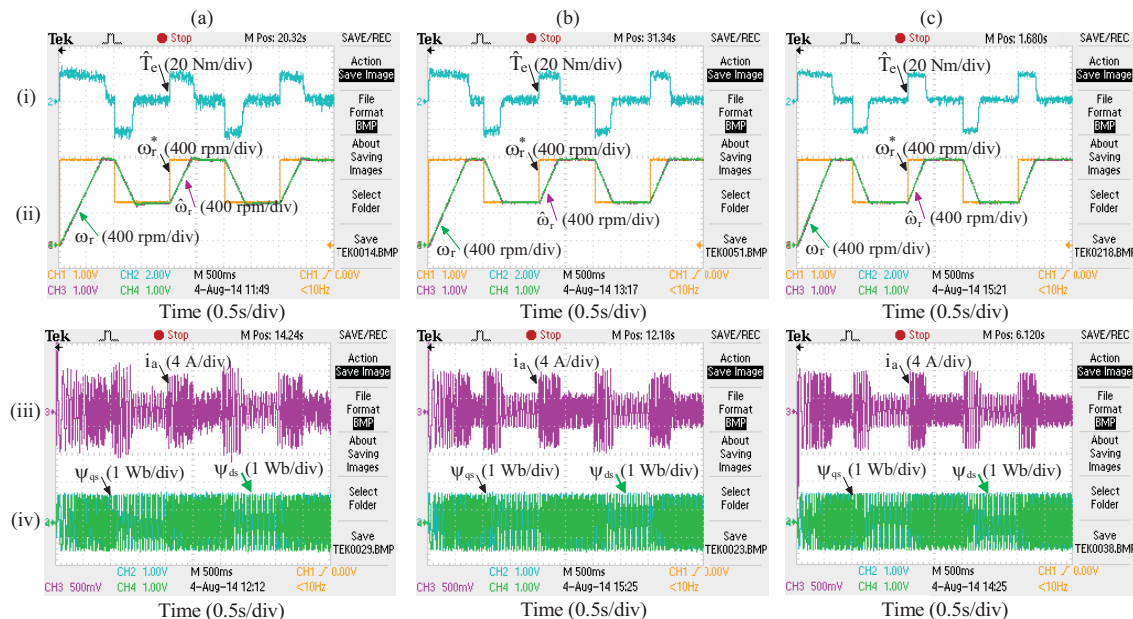 (a) (b) (c)
Tek Stop M Pos: 20.32s SAVE/REC
T̂e (20 Nm/div)
Action
Save Image
(i)
2
File
Format
BMP
ωr* (400 rpm/div)
About
Saving
Images
(ii)
ω̂r (400 rpm/div)
Select
Folder
ωr (400 rpm/div)
Save
TEK0014.BMP
CH1 1.00V CH2 2.00V M 500ms CH1 0.00V
CH3 1.00V CH4 1.00V 4-Aug-14 11:49 <10Hz
Time (0.5s/div)
Tek Stop M Pos: 31.34s SAVE/REC
T̂e (20 Nm/div)
Action
Save Image
2
File
Format
BMP
ωr* (400 rpm/div)
About
Saving
Images
ω̂r (400 rpm/div)
Select
Folder
ωr (400 rpm/div)
Save
TEK0051.BMP
CH1 1.00V CH2 2.00V M 500ms CH1 0.00V
CH3 1.00V CH4 1.00V 4-Aug-14 13:17 <10Hz
Time (0.5s/div)
Tek Stop M Pos: 1.680s SAVE/REC
T̂e (20 Nm/div)
Action
Save Image
2
File
Format
BMP
ωr* (400 rpm/div)
About
Saving
Images
ω̂r (400 rpm/div)
Select
Folder
ωr (400 rpm/div)
Save
TEK0218.BMP
CH1 1.00V CH2 2.00V M 500ms CH1 0.00V
CH3 1.00V CH4 1.00V 4-Aug-14 15:21 <10Hz
Time (0.5s/div)
Tek Stop M Pos: 14.24s SAVE/REC
ia (4 A/div)
Action
Save Image
(iii)
3
File
Format
BMP
About
Saving
Images
ψqs (1 Wb/div) ψds (1 Wb/div)
Select
Folder
(iv)
Save
TEK0029.BMP
CH2 1.00V M 500ms CH1 0.00V
CH3 500mV CH4 1.00V 4-Aug-14 12:12 <10Hz
Time (0.5s/div)
Tek Stop M Pos: 12.18s SAVE/REC
ia (4 A/div)
Action
Save Image
3
File
Format
BMP
About
Saving
Images
ψqs (1 Wb/div) ψds (1 Wb/div)
Select
Folder
Save
TEK0023.BMP
CH2 1.00V M 500ms CH1 0.00V
CH3 500mV CH4 1.00V 4-Aug-14 15:25 <10Hz
Time (0.5s/div)
Tek Stop M Pos: 6.120s SAVE/REC
ia (4 A/div)
Action
Save Image
3
File
Format
BMP
About
Saving
Images
ψqs (1 Wb/div) ψds (1 Wb/div)
Select
Folder
Save
TEK0038.BMP
CH2 1.00V M 500ms CH1 0.00V
CH3 500mV CH4 1.00V 4-Aug-14 14:25 <10Hz
Time (0.5s/div)